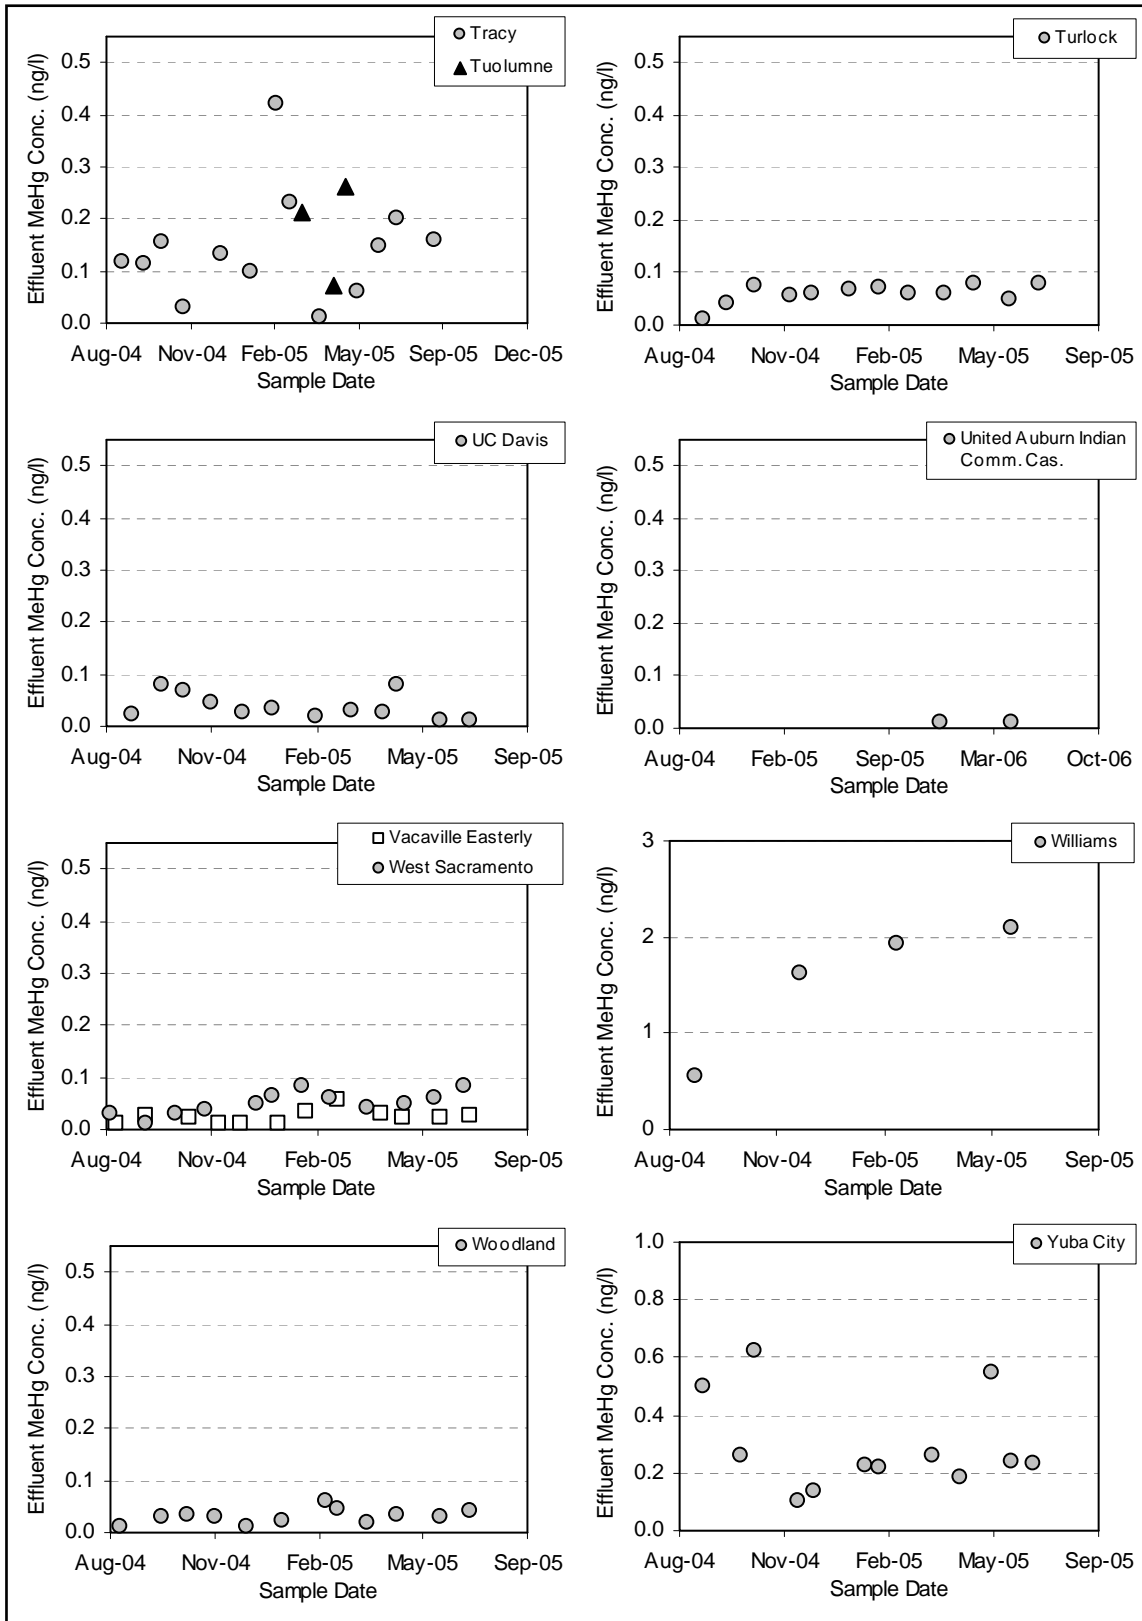 Tracy
Tuolumne
Effluent MeHg Conc. (ng/l)
0.5
0.4
0.3
0.2
0.1
0.0
Aug-04 Nov-04 Feb-05 May-05 Sep-05 Dec-05
Sample Date
Turlock
Effluent MeHg Conc. (ng/l)
0.5
0.4
0.3
0.2
0.1
0.0
Aug-04 Nov-04 Feb-05 May-05 Sep-05
Sample Date
UC Davis
Effluent MeHg Conc. (ng/l)
0.5
0.4
0.3
0.2
0.1
0.0
Aug-04 Nov-04 Feb-05 May-05 Sep-05
Sample Date
United Auburn Indian
Comm. Cas.
Effluent MeHg Conc. (ng/l)
0.5
0.4
0.3
0.2
0.1
0.0
Aug-04 Feb-05 Sep-05 Mar-06 Oct-06
Sample Date
Vacaville Easterly
West Sacramento
Effluent MeHg Conc. (ng/l)
0.5
0.4
0.3
0.2
0.1
0.0
Aug-04 Nov-04 Feb-05 May-05 Sep-05
Sample Date
Williams
Effluent MeHg Conc. (ng/l)
3
2
1
0
Aug-04 Nov-04 Feb-05 May-05 Sep-05
Sample Date
Woodland
Effluent MeHg Conc. (ng/l)
0.5
0.4
0.3
0.2
0.1
0.0
Aug-04 Nov-04 Feb-05 May-05 Sep-05
Sample Date
Yuba City
Effluent MeHg Conc. (ng/l)
1.0
0.8
0.6
0.4
0.2
0.0
Aug-04 Nov-04 Feb-05 May-05 Sep-05
Sample Date